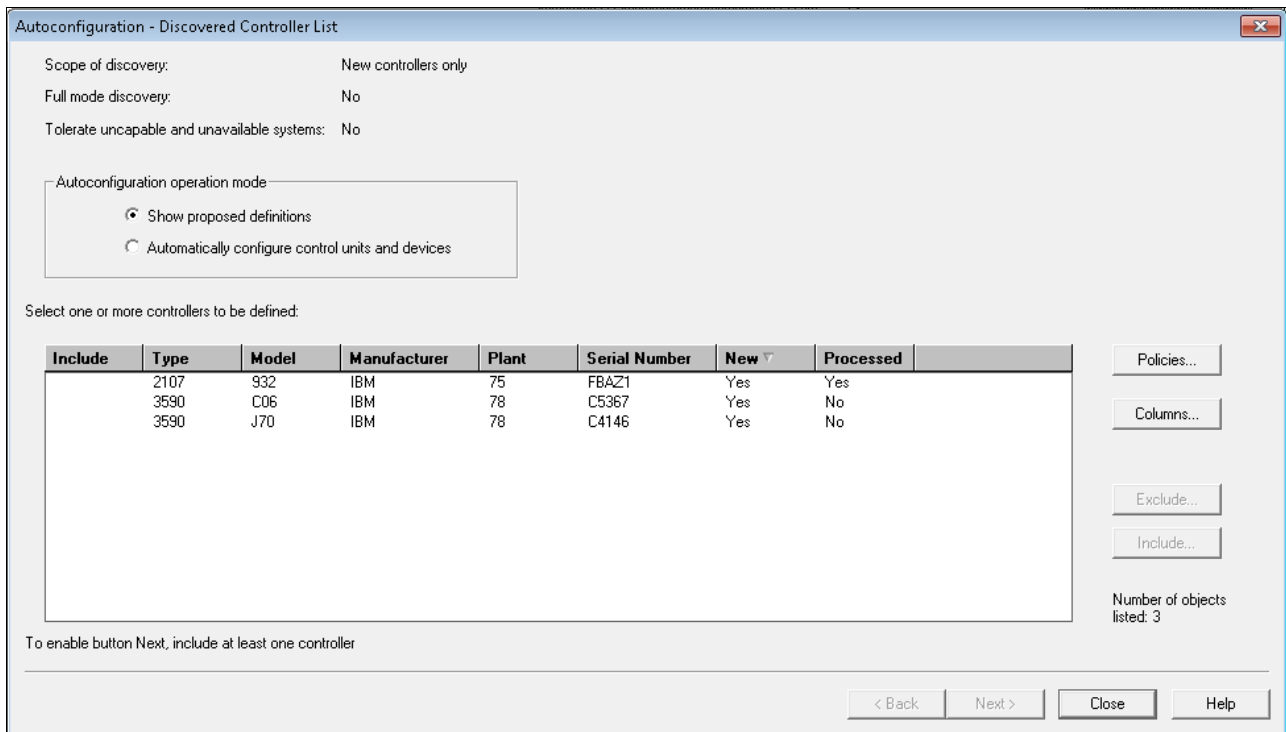 Autoconfiguration - Discovered Controller List
Scope of discovery: New controllers only
Full mode discovery: No
Tolerate uncapable and unavailable systems: No
Autoconfiguration operation mode
Show proposed definitions
Automatically configure control units and devices
Select one or more controllers to be defined:
Include Type Model Manufacturer Plant Serial Number New Processed
2107 932 IBM 75 FBAZ1 Yes Yes
3590 C06 IBM 78 C5367 Yes No
3590 J70 IBM 78 C4146 Yes No
Policies...
Columns...
Exclude...
Include...
Number of objects
listed: 3
To enable button Next, include at least one controller
< Back Next > Close Help